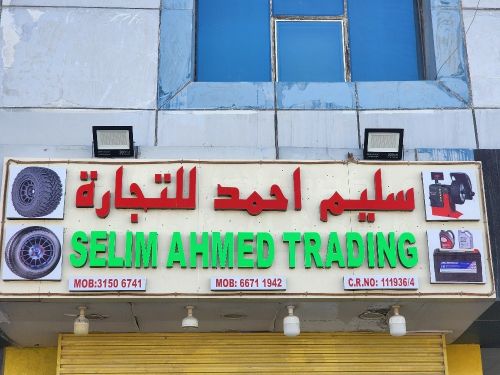 سليم احمد للتجارة
SELIM AHMED TRADING
MOB:3150 6741 MOB: 6671 1942 C.R.NO: 111936/4